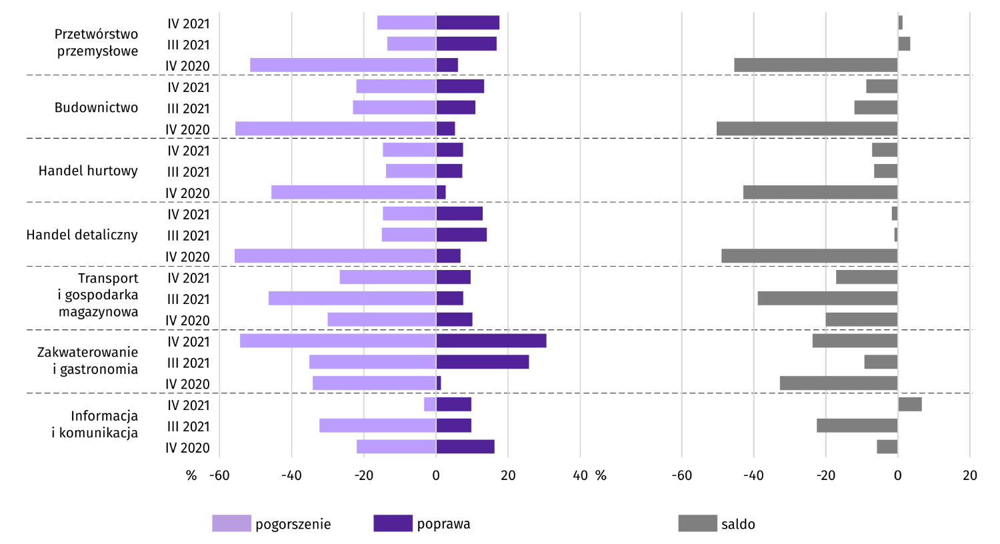 Przetwórstwo
przemysłowe
IV 2021
III 2021
IV 2020
Budownictwo
IV 2021
III 2021
IV 2020
Handel hurtowy
IV 2021
III 2021
IV 2020
Handel detaliczny
IV 2021
III 2021
IV 2020
Transport
i gospodarka
magazynowa
IV 2021
III 2021
IV 2020
Zakwaterowanie
i gastronomia
IV 2021
III 2021
IV 2020
Informacja
i komunikacja
IV 2021
III 2021
IV 2020
% -60 -40 -20 0 20 40 % -60 -40 -20 0 20
pogorszenie poprawa saldo